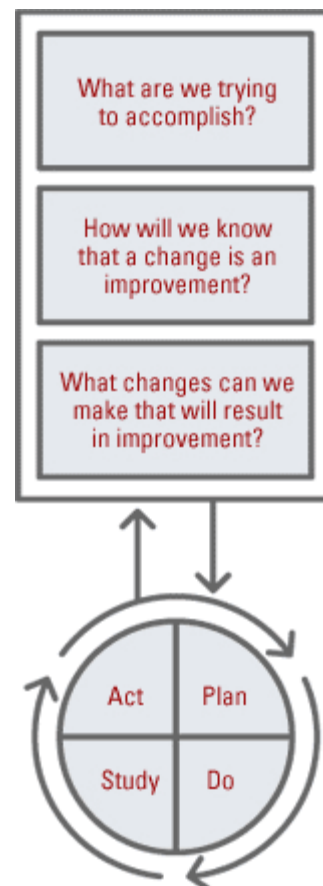 What are we trying
to accomplish?
How will we know
that a change is an
improvement?
What changes can we
make that will result
in improvement?
Act
Plan
Study
Do